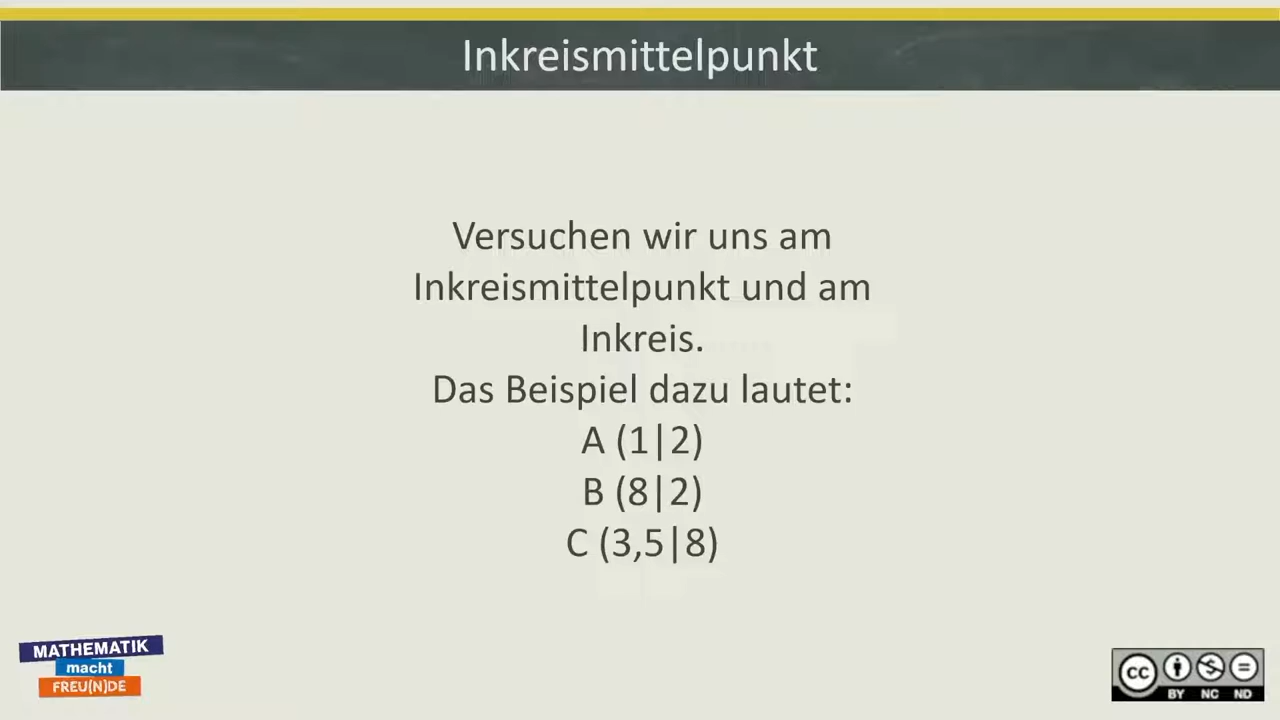 Inkreismittelpunkt
Versuchen wir uns am
Inkreismittelpunkt und am
Inkreis.
Das Beispiel dazu lautet:
A (1|2)
B (8|2)
C (3,5|8)
MATHEMATIK
macht
FREU(N)DE
CC
BY NC ND